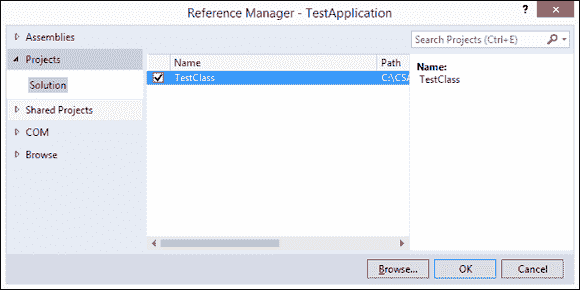 Reference Manager - TestApplication
?
Assemblies
Projects
Solution
Shared Projects
COM
Browse
Name Path
TestClass C:\CSA
Search Projects (Ctrl+E)
Name:
TestClass
Browse... OK Cancel